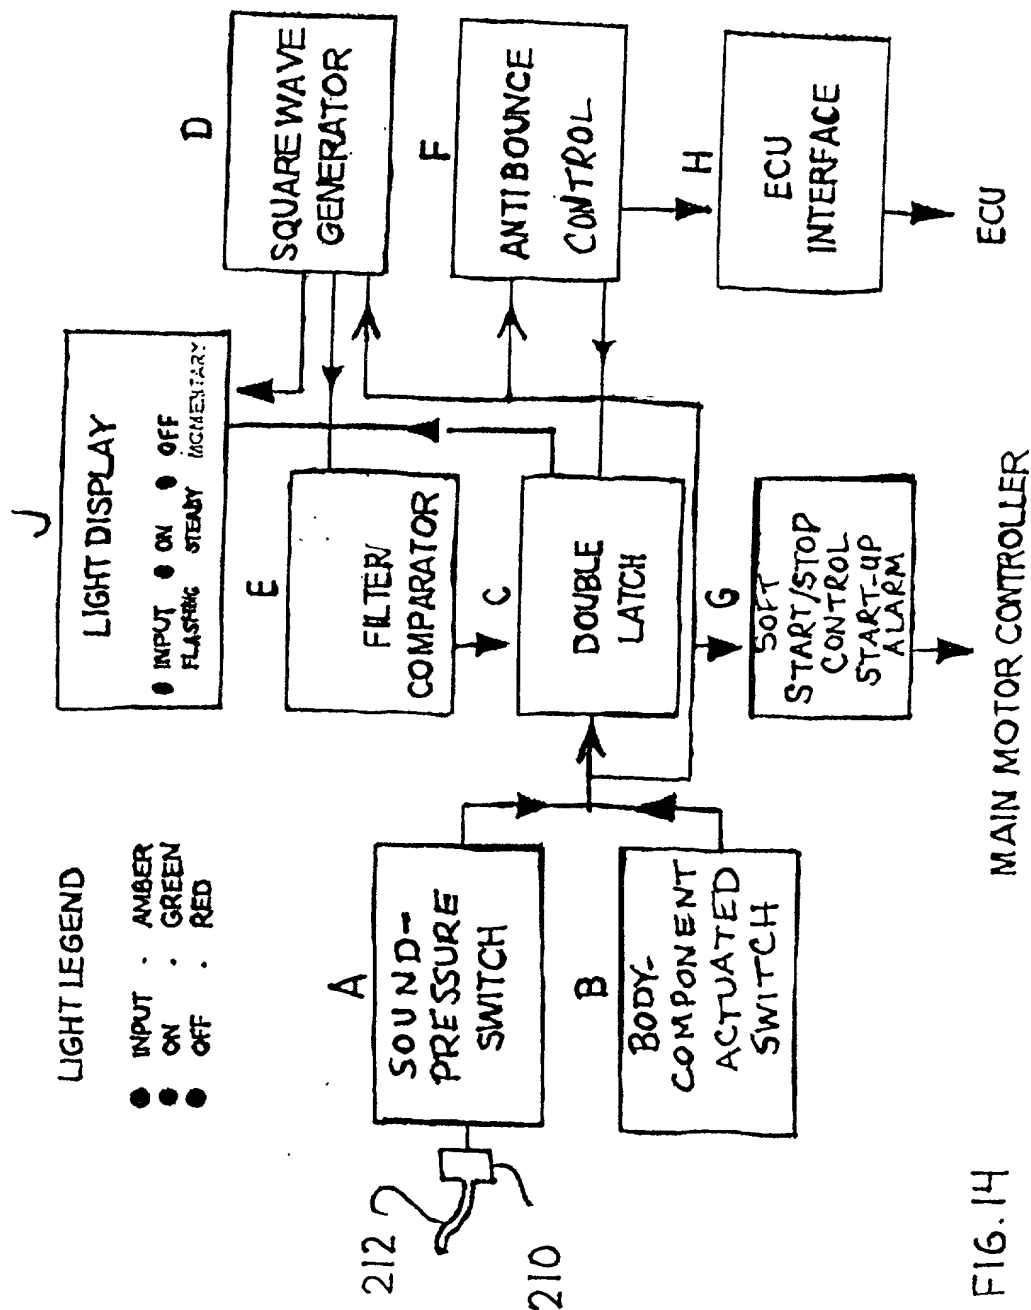 LIGHT LEGEND
INPUT . AMBER
ON . GREEN
OFF . RED
J
LIGHT DISPLAY
INPUT ON OFF
FLASHING STEADY MOMENTARY
D
SQUARE WAVE
GENERATOR
E
FILTER/
COMPARATOR
F
ANTIBOUNCE
CONTROL
A
SOUND-
PRESSURE
SWITCH
212
210
C
DOUBLE
LATCH
B
BODY-
COMPONENT
ACTUATED
SWITCH
G
SOFT
START/STOP
CONTROL
START-UP
ALARM
H
ECU
INTERFACE
ECU
MAIN MOTOR CONTROLLER
FIG. 14